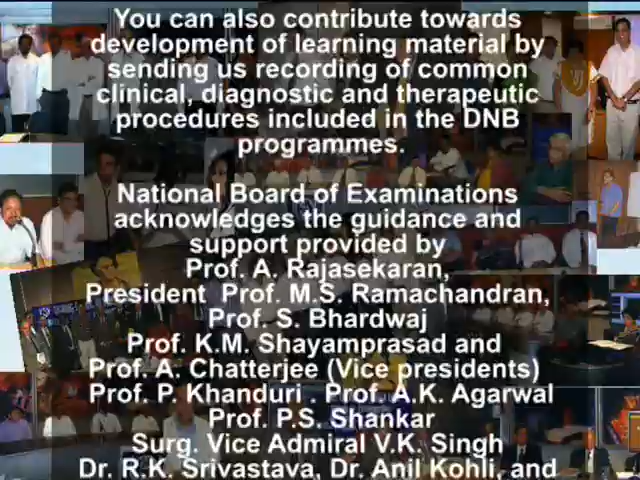 You can also contribute towards
development of learning material by
sending us recording of common
clinical, diagnostic and therapeutic
procedures included in the DNB
programmes.
National Board of Examinations
acknowledges the guidance and
support provided by
Prof. A. Rajasekaran,
President Prof. M.S. Ramachandran,
Prof. S. Bhardwaj
Prof. K.M. Shayamprasad and
Prof. A. Chatterjee (Vice presidents)
Prof. P. Khanduri . Prof. A.K. Agarwal
Prof. P.S. Shankar
Surg. Vice Admiral V.K. Singh
Dr. R.K. Srivastava, Dr. Anil Kohli, and